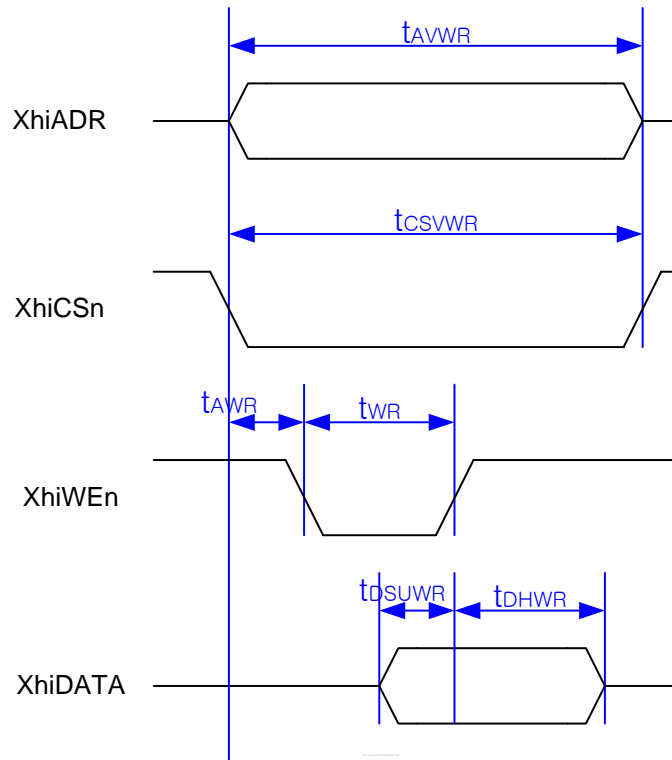 tAVWR
XhiADR
tCSVWR
XhiCSn
tAWR
tWR
XhiWEn
tDSUWR
tDHWR
XhiDATA